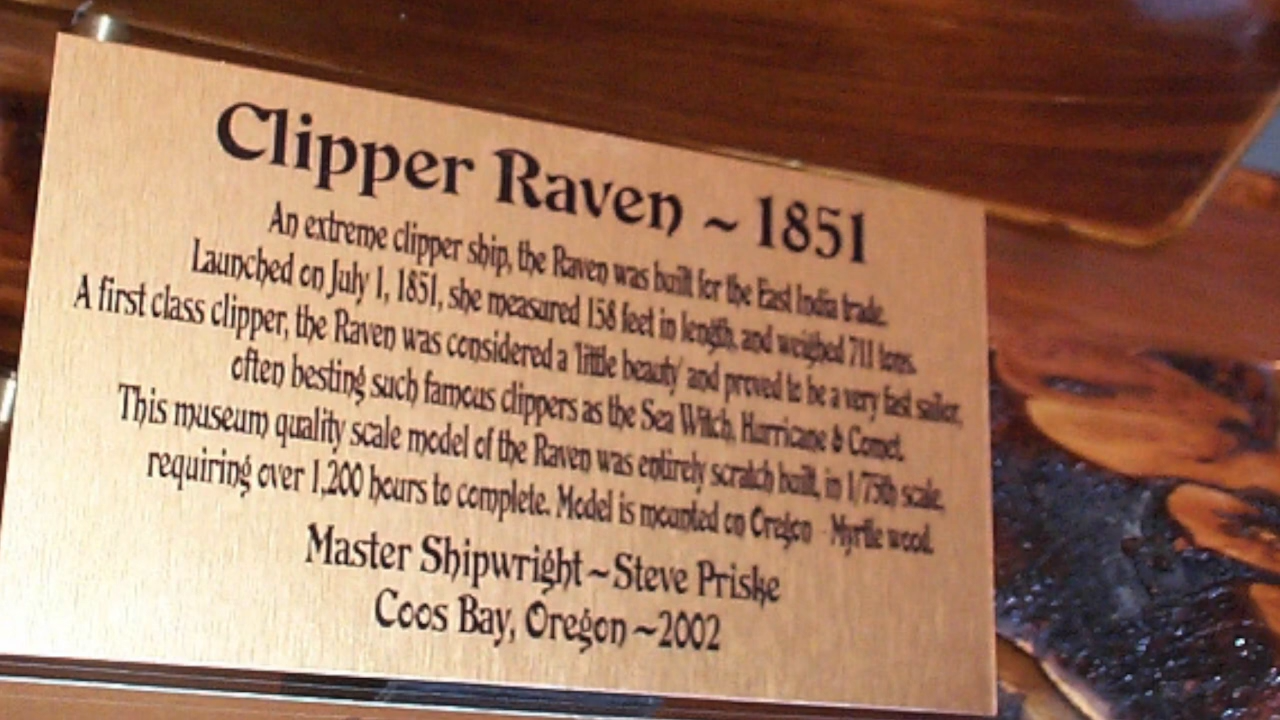 Clipper Raven ~ 1851
An extreme clipper ship, the Raven was built for the East India trade.
Launched on July 1, 1851, she measured 158 feet in length, and weighed 711 tons.
A first class clipper, the Raven was considered a 'little beauty' and proved to be a very fast sailer,
often besting such famous clippers as the Sea Witch, Hurricane & Comet.
This museum quality scale model of the Raven was entirely scratch built, in 1/75th scale,
requiring over 1,200 hours to complete. Model is mounted on Oregon Myrtle wood.
Master Shipwright ~ Steve Priske
Coos Bay, Oregon ~ 2002